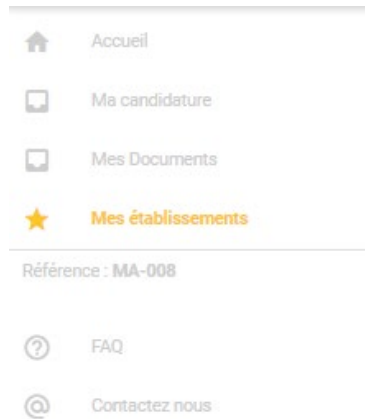 Accueil
Ma candidature
Mes Documents
Mes établissements
Référence : MA-008
FAQ
Contactez nous